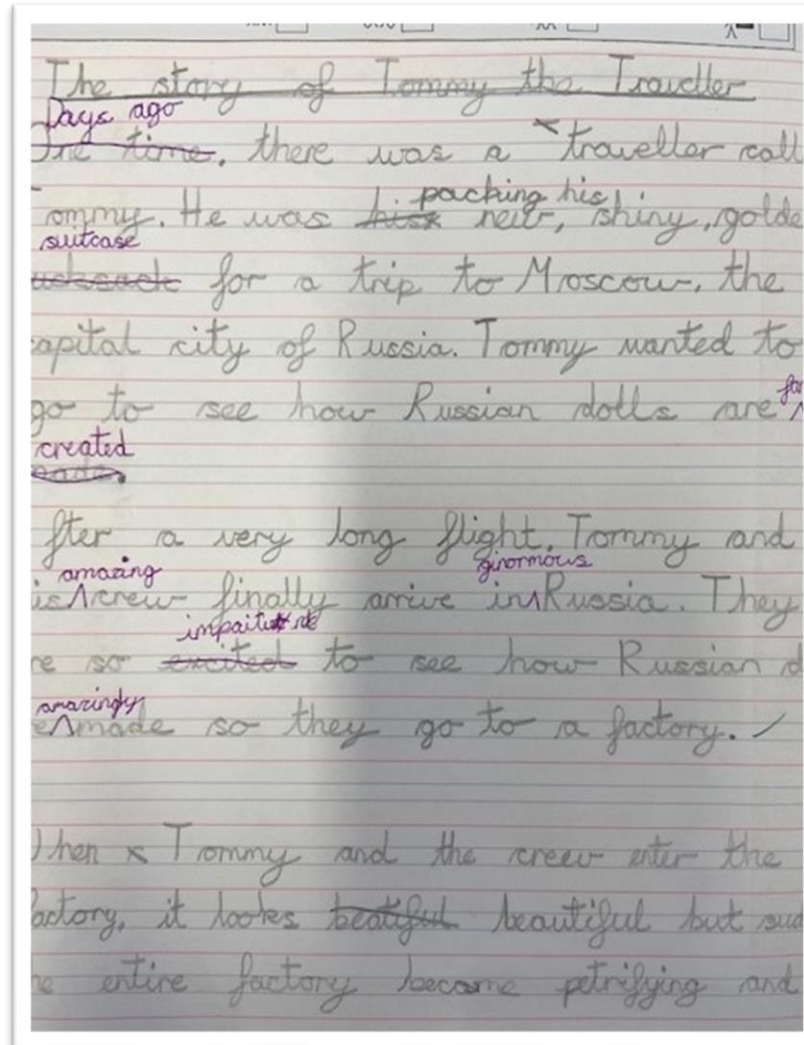 The story of Tommy the Traveller
Days ago
One time, there was a traveller call
Tommy. He was hisx packing his new, shiny, golde
suitcase
ucksack for a trip to Moscow, the
capital city of Russia. Tommy wanted to
go to see how Russian dolls are
created
made.
fter a very long flight, Tommy and
amazing ginormous
is crew finally arrive in Russia. They
re so excited to see how Russian d
amazingly
e made so they go to a factory.
When x Tommy and the crew enter the
factory, it looks beatiful beautiful but sud
he entire factory become petrifying and